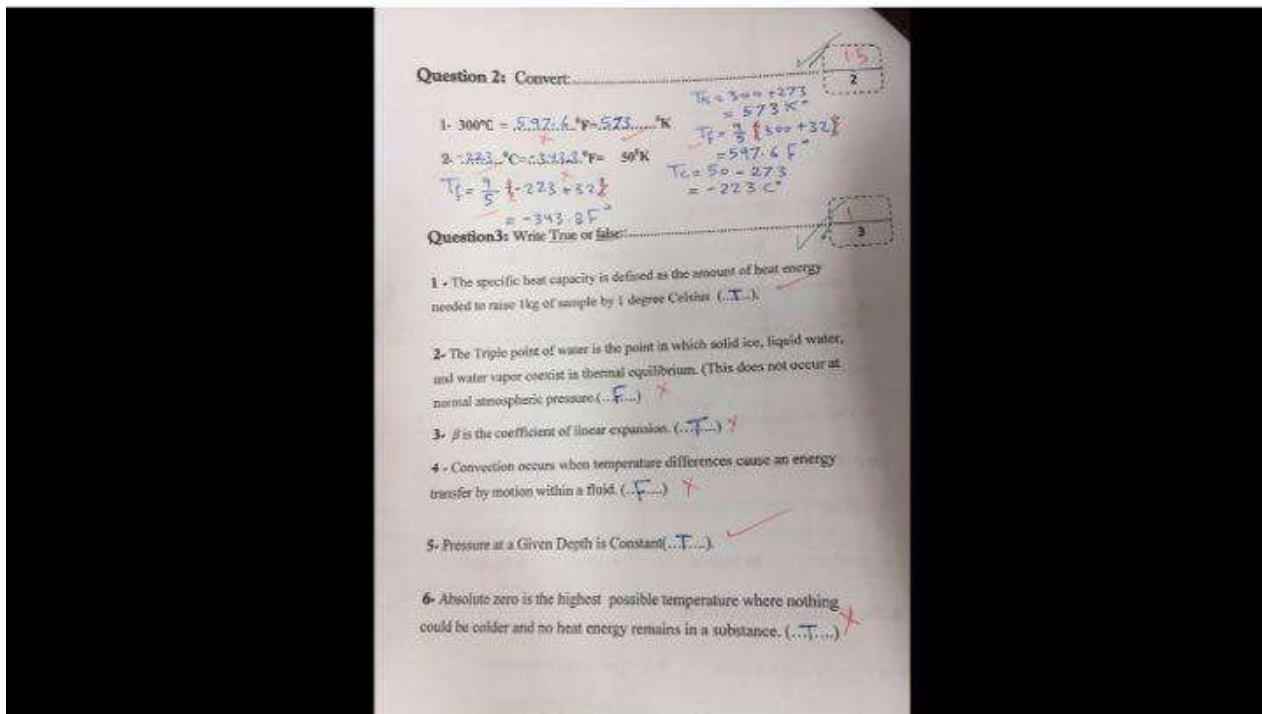 Question 2: Convert:
1.5
2
TK = 300 + 273
= 573 K°
1- 300°C = 597.6 °F= 573 °K
TF = 9/5 {300 + 32}
= 597.6 F°
2- -223 °C= -343.8 °F= 50°K
TC = 50 - 273
= -223 C°
Tf = 9/5 {-223 + 32}
= -343.8 F°
Question3: Write True or false:
1
3
1 - The specific heat capacity is defined as the amount of heat energy
needed to raise 1kg of sample by 1 degree Celsius (..T..).
2- The Triple point of water is the point in which solid ice, liquid water,
and water vapor coexist in thermal equilibrium. (This does not occur at
normal atmospheric pressure.(..F...)
3- β is the coefficient of linear expansion. (...T...)
4 - Convection occurs when temperature differences cause an energy
transfer by motion within a fluid. (..F....)
5- Pressure at a Given Depth is Constant(..T....).
6- Absolute zero is the highest possible temperature where nothing
could be colder and no heat energy remains in a substance. (...T....)